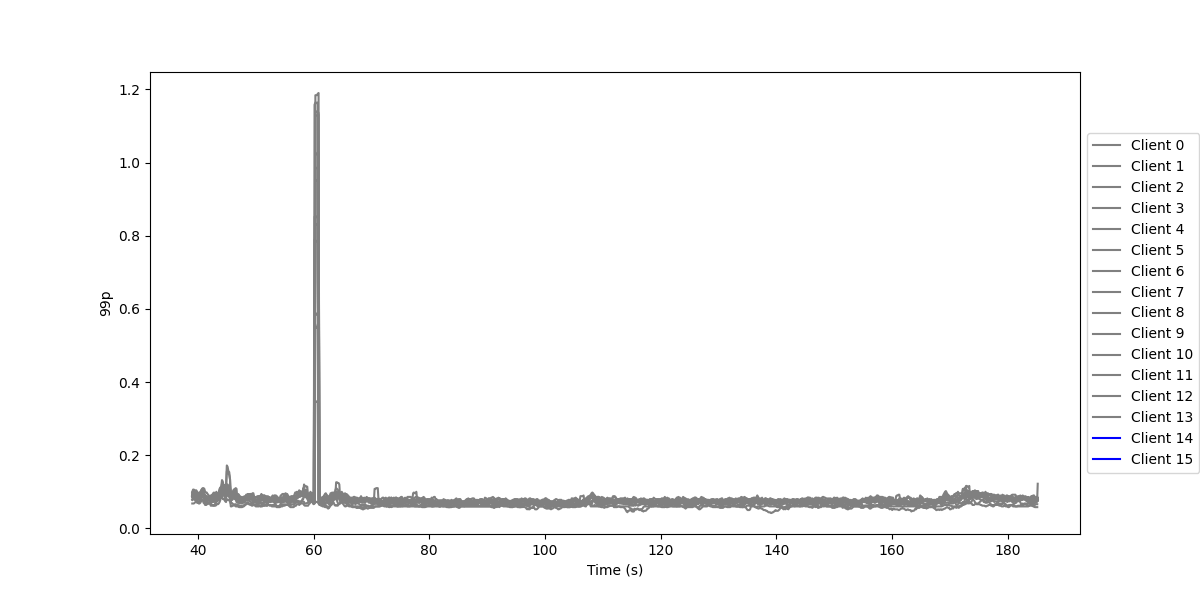 1.2
1.0
0.8
0.6
0.4
0.2
0.0
99p
40 60 80 100 120 140 160 180
Time (s)
Client 0
Client 1
Client 2
Client 3
Client 4
Client 5
Client 6
Client 7
Client 8
Client 9
Client 10
Client 11
Client 12
Client 13
Client 14
Client 15